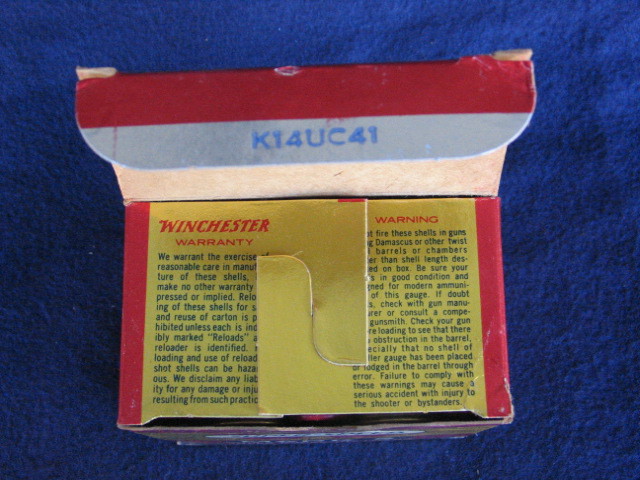 K14UC41
WINCHESTER
WARRANTY
We warrant the exercise of
reasonable care in manuf
ture of these shells,
make no other warranty
pressed or implied. Relo
ing of these shells for s
and reuse of carton is p
hibited unless each is ind
ibly marked "Reloads" a
reloader is identified.
loading and use of reload
shot shells can be haza
ous. We disclaim any liab
ity for any damage or inju
resulting from such practic
WARNING
ot fire these shells in guns
g Damascus or other twist
barrels or chambers
er than shell length des-
ed on box. Be sure your
s in good condition and
gned for modern ammuni-
of this gauge. If doubt
s, check with gun manu-
rer or consult a compe-
gunsmith. Check your gun
re loading to see that there
obstruction in the barrel,
ecially that no shell of
ller gauge has been placed
or lodged in the barrel through
error. Failure to comply with
these warnings may cause a
serious accident with injury to
the shooter or bystanders.